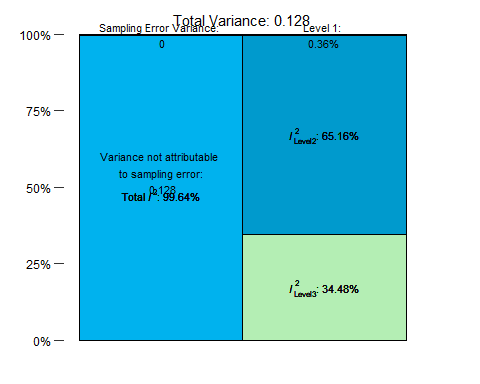 Total Variance: 0.128
Sampling Error Variance:
0
Level 1:
0.36%
100%
75%
50%
25%
0%
Variance not attributable
to sampling error:
0.128
Total I²: 99.64%
I²Level2: 65.16%
I²Level3: 34.48%